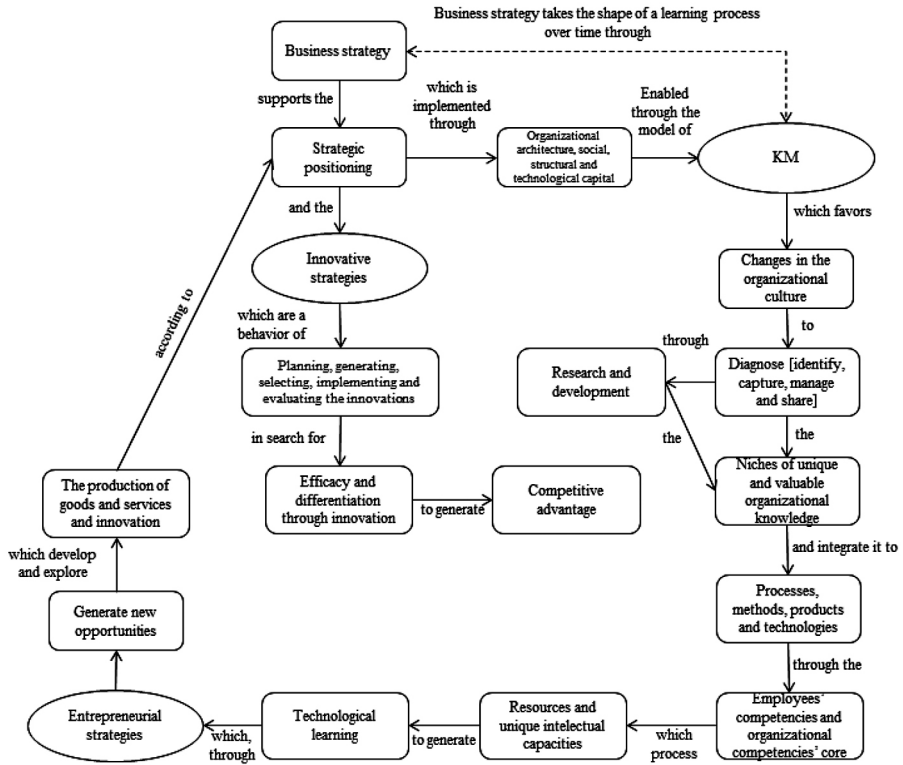 Business strategy takes the shape of a learning process
over time through
Business strategy
supports the
which is
implemented
through
Enabled
through the
model of
Strategic
positioning
Organizational
architecture, social,
structural and
technological capital
KM
and the
which favors
Innovative
strategies
Changes in the
organizational
culture
according to
which are a
behavior of
to
through
Planning, generating,
selecting, implementing and
evaluating the innovations
Research and
development
Diagnose [identify,
capture, manage
and share]
in search for
the
the
The production of
goods and services
and innovation
Efficacy and
differentiation
through innovation
to generate
Competitive
advantage
Niches of unique
and valuable
organizational
knowledge
which develop
and explore
and integrate it to
Generate new
opportunities
Processes,
methods, products
and technologies
through the
Entrepreneurial
strategies
which,
through
Technological
learning
to generate
Resources and
unique intelectual
capacities
which
process
Employees’
competencies and
organizational
competencies’ core